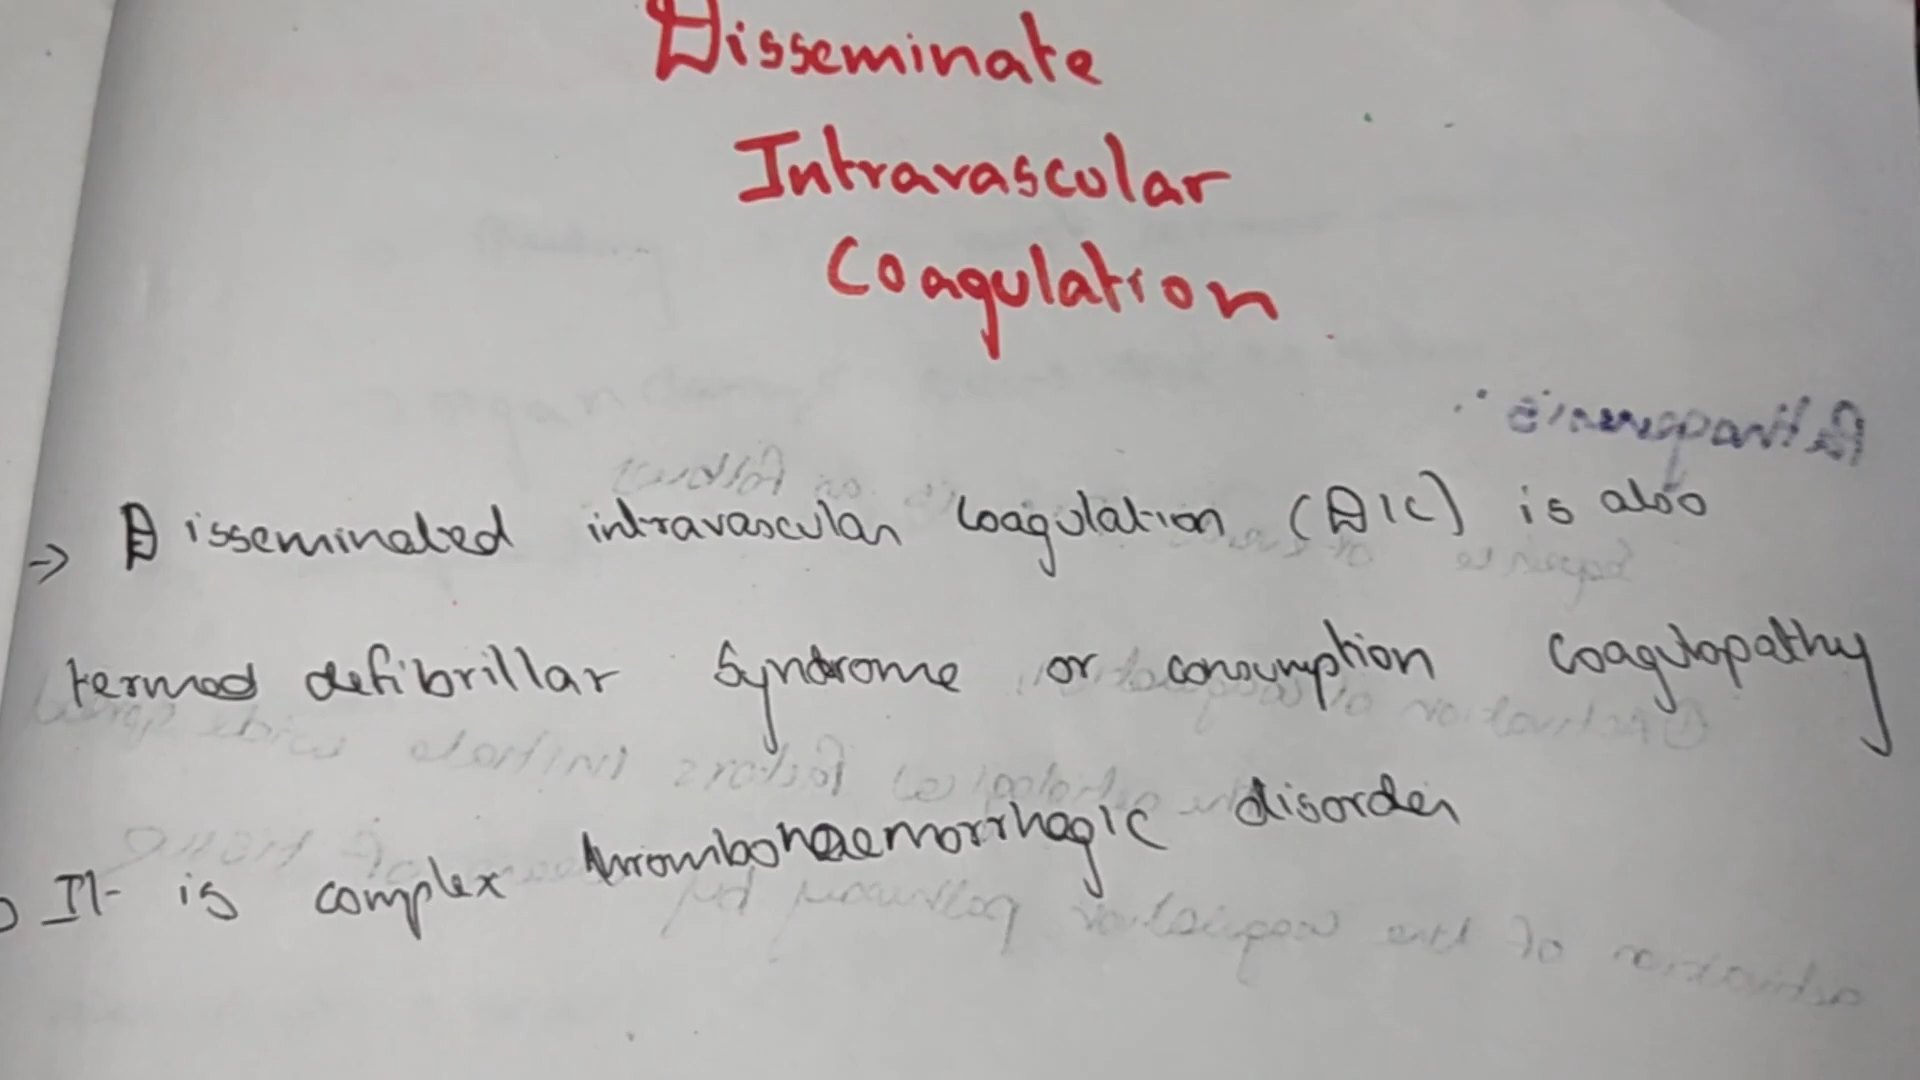 Disseminate
Intravascular
Coagulation
→ Disseminated intravascular coagulation (DIC) is also
termed defibrillar Syndrome or consumption coagulopathy
It is complex thrombohaemorrhagic disorder